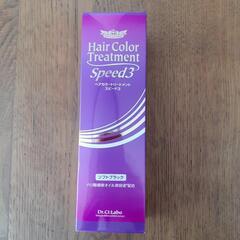 Hair Color
Treatment
Speed3
ヘアカラートリートメント
スピード3
ソフトブラック
Dr.Ci:Labo